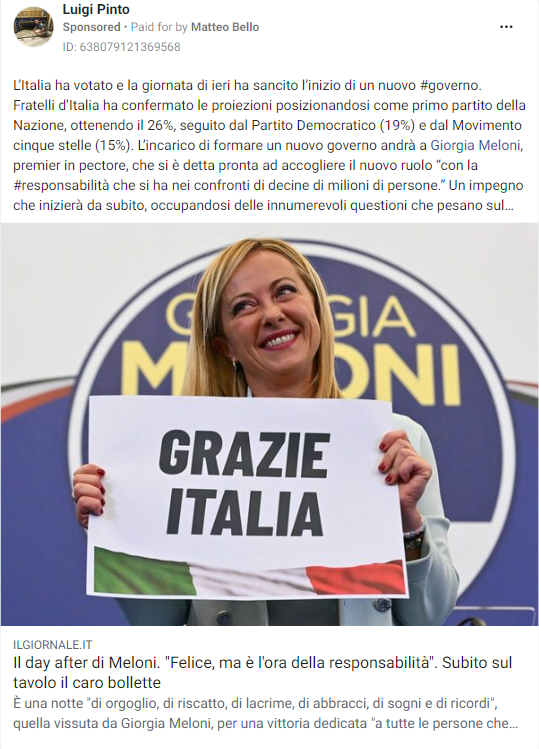 Luigi Pinto
Sponsored • Paid for by Matteo Bello
ID: 638079121369568
L'Italia ha votato e la giornata di ieri ha sancito l'inizio di un nuovo #governo.
Fratelli d'Italia ha confermato le proiezioni posizionandosi come primo partito della
Nazione, ottenendo il 26%, seguito dal Partito Democratico (19%) e dal Movimento
cinque stelle (15%). L'incarico di formare un nuovo governo andrà a Giorgia Meloni,
premier in pectore, che si è detta pronta ad accogliere il nuovo ruolo “con la
#responsabilità che si ha nei confronti di decine di milioni di persone.” Un impegno
che inizierà da subito, occupandosi delle innumerevoli questioni che pesano sul...
GRAZIE
ITALIA
ILGIORNALE.IT
Il day after di Meloni. "Felice, ma è l'ora della responsabilità". Subito sul
tavolo il caro bollette
È una notte "di orgoglio, di riscatto, di lacrime, di abbracci, di sogni e di ricordi",
quella vissuta da Giorgia Meloni, per una vittoria dedicata "a tutte le persone che...